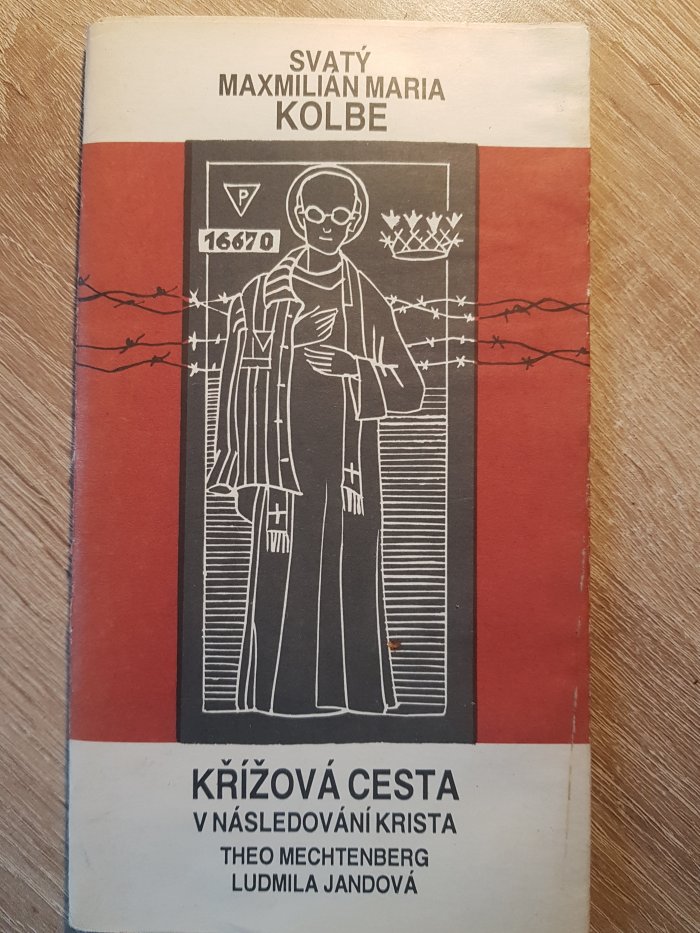 SVATÝ
MAXMILIÁN MARIA
KOLBE
P
16670
KŘÍŽOVÁ CESTA
V NÁSLEDOVÁNÍ KRISTA
THEO MECHTENBERG
LUDMILA JANDOVÁ